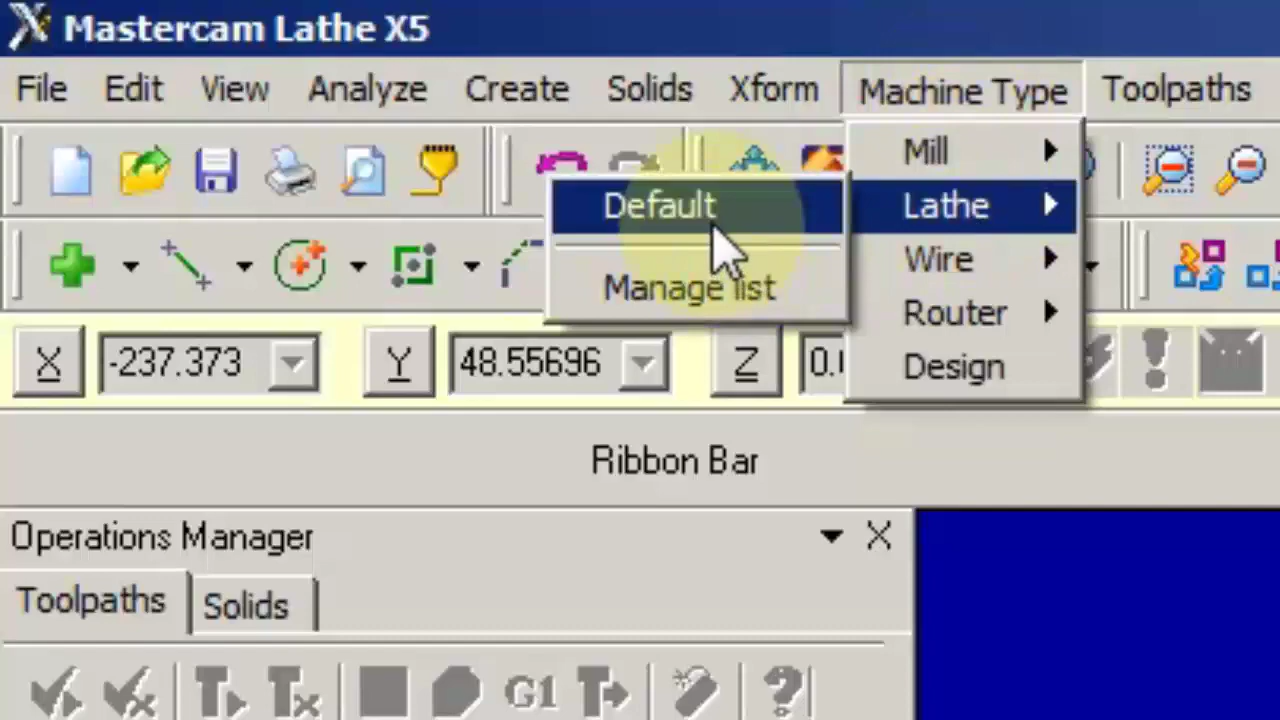 Mastercam Lathe X5
File Edit View Analyze Create Solids Xform Machine Type Toolpaths
Mill
Default Lathe
Wire
Manage list
Router
X -237.373 Y 48.55696 Z Design
Ribbon Bar
Operations Manager
Toolpaths Solids
G1